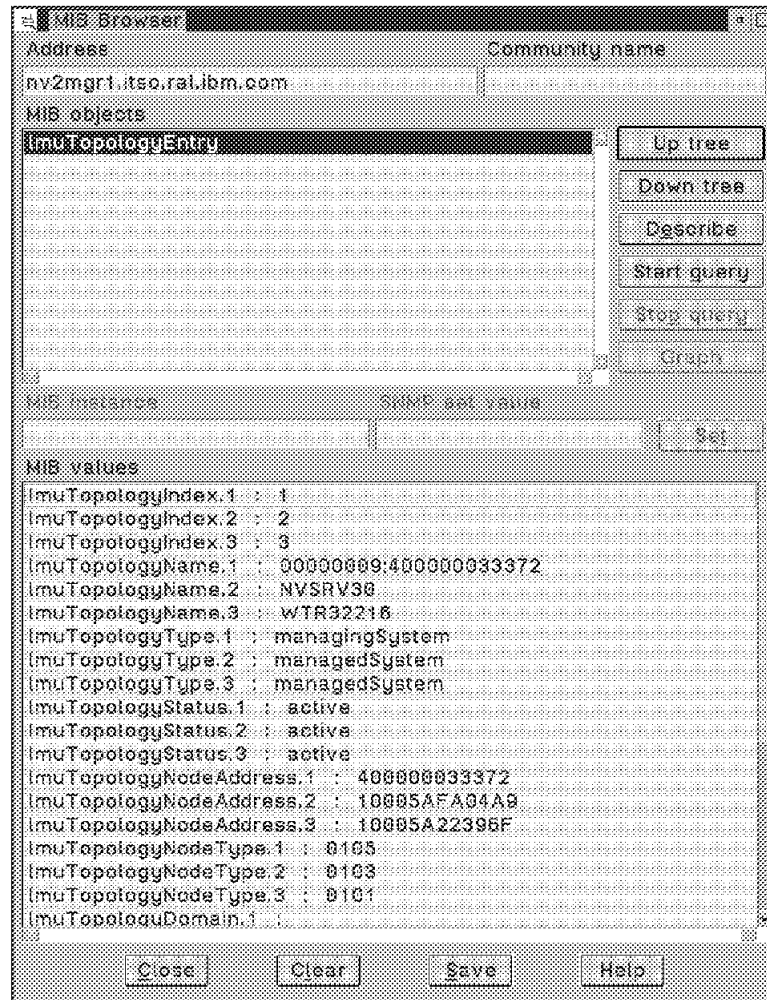 MIB Browser
Address Community name
nv2mgr1.itso.ral.ibm.com
MIB objects
lmuTopologyEntry
Up tree
Down tree
Describe
Start query
Stop query
Graph
MIB instance SNMP set value
Set
MIB values
lmuTopologyIndex.1 : 1
lmuTopologyIndex.2 : 2
lmuTopologyIndex.3 : 3
lmuTopologyName.1 : 00000009:400000033372
lmuTopologyName.2 : NVSRV30
lmuTopologyName.3 : WTR32216
lmuTopologyType.1 : managingSystem
lmuTopologyType.2 : managedSystem
lmuTopologyType.3 : managedSystem
lmuTopologyStatus.1 : active
lmuTopologyStatus.2 : active
lmuTopologyStatus.3 : active
lmuTopologyNodeAddress.1 : 400000033372
lmuTopologyNodeAddress.2 : 10005AFA04A9
lmuTopologyNodeAddress.3 : 10005A22396F
lmuTopologyNodeType.1 : 0105
lmuTopologyNodeType.2 : 0103
lmuTopologyNodeType.3 : 0101
lmuTopologyDomain.1 :
Close Clear Save Help